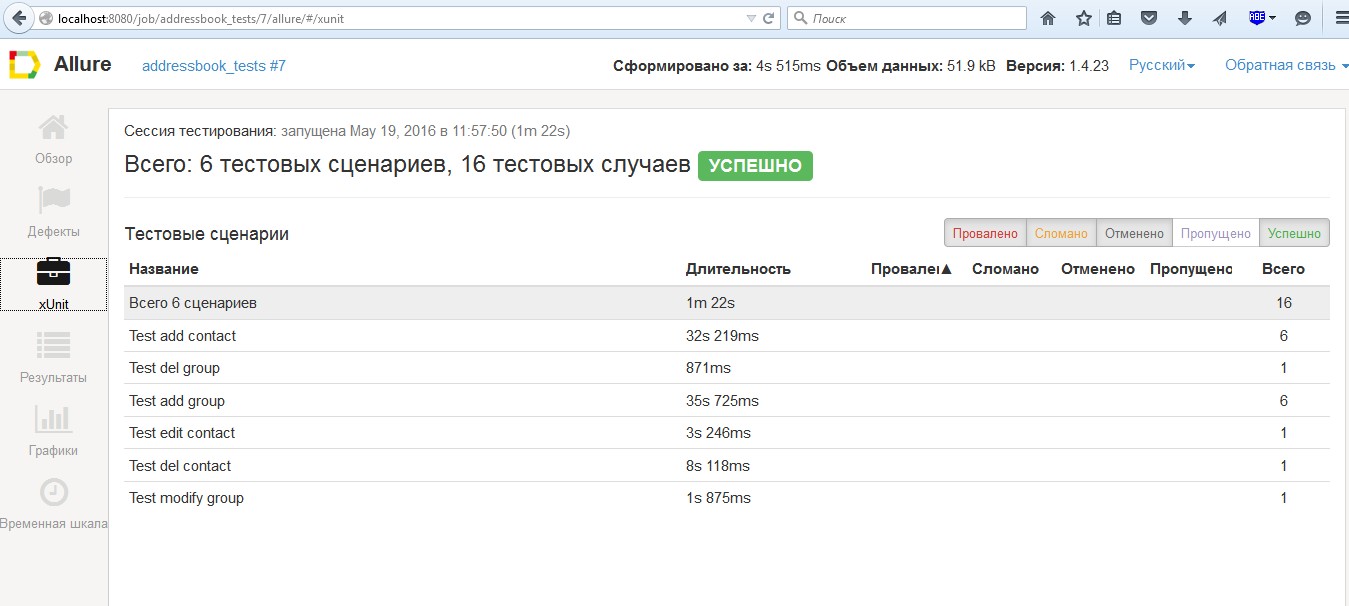 localhost:8080/job/addressbook_tests/7/allure/#/xunit
Поиск
ABE
Allure addressbook_tests #7 Сформировано за: 4s 515ms Объем данных: 51.9 kB Версия: 1.4.23 Русский Обратная связь
Обзор
Дефекты
xUnit
Результаты
Графики
Временная шкала
Сессия тестирования: запущена May 19, 2016 в 11:57:50 (1m 22s)
Всего: 6 тестовых сценариев, 16 тестовых случаев УСПЕШНО
Тестовые сценарии Провалено Сломано Отменено Пропущено Успешно
Название Длительность Провален▲ Сломано Отменено Пропущено Всего
Всего 6 сценариев 1m 22s 16
Test add contact 32s 219ms 6
Test del group 871ms 1
Test add group 35s 725ms 6
Test edit contact 3s 246ms 1
Test del contact 8s 118ms 1
Test modify group 1s 875ms 1